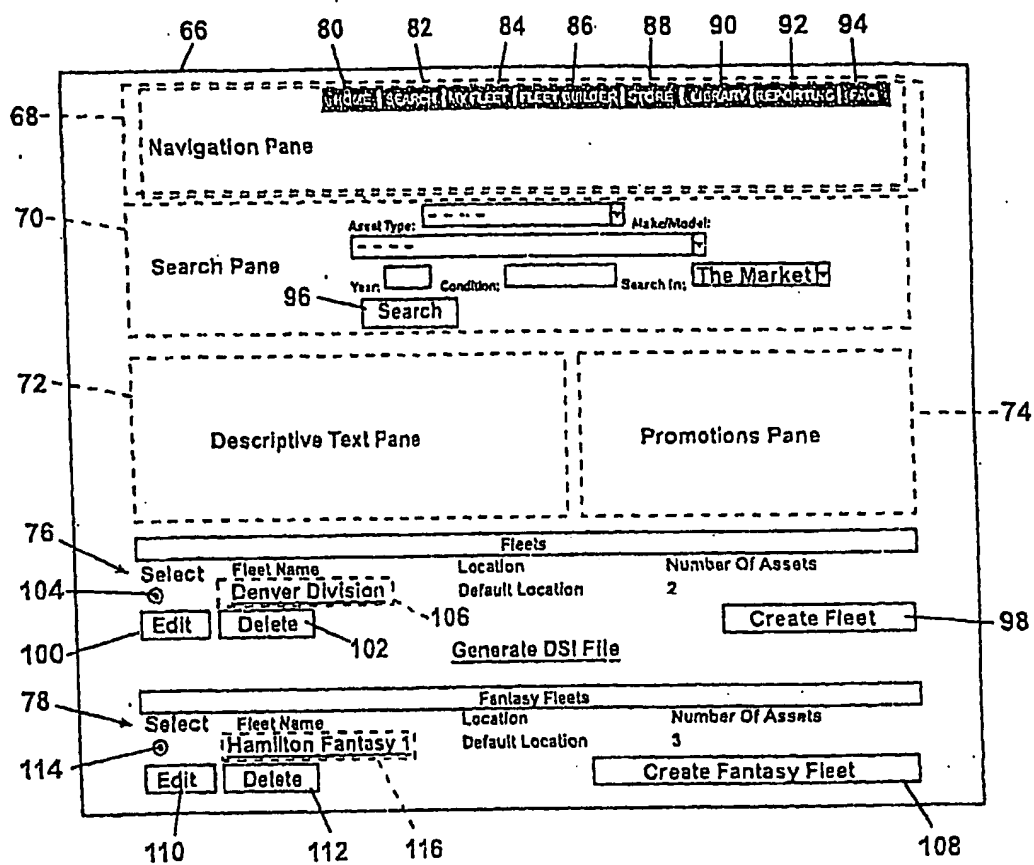 66 80 82 84 86 88 90 92 94
HOME SEARCH MY FLEET FLEET BUILDER STORE LIBRARY REPORTING FAQ
68
Navigation Pane
70
Asset Type: - - - - Make/Model:
- - - -
Search Pane
Year: Condition: Search In: The Market
96
Search
72
74
Descriptive Text Pane Promotions Pane
76
Fleets
Select Fleet Name Location Number Of Assets
104 Denver Division Default Location 2
106
Edit Delete Create Fleet 98
100 102
Generate DSI File
78
Fantasy Fleets
Select Fleet Name Location Number Of Assets
114 Hamilton Fantasy 1 Default Location 3
Edit Delete Create Fantasy Fleet
110 112 116 108